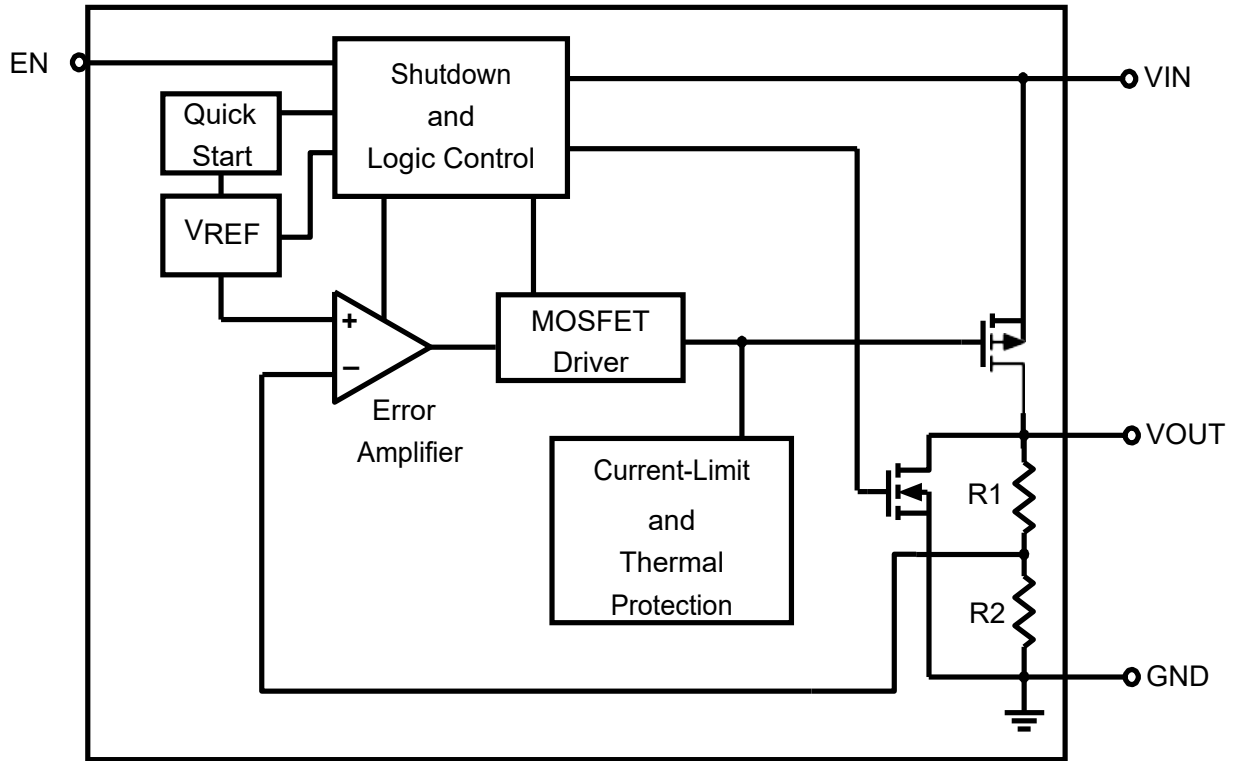 EN
Shutdown
and
Logic Control
VIN
Quick
Start
VREF
+
−
MOSFET
Driver
Error
Amplifier
VOUT
Current-Limit
and
Thermal
Protection
R1
R2
GND